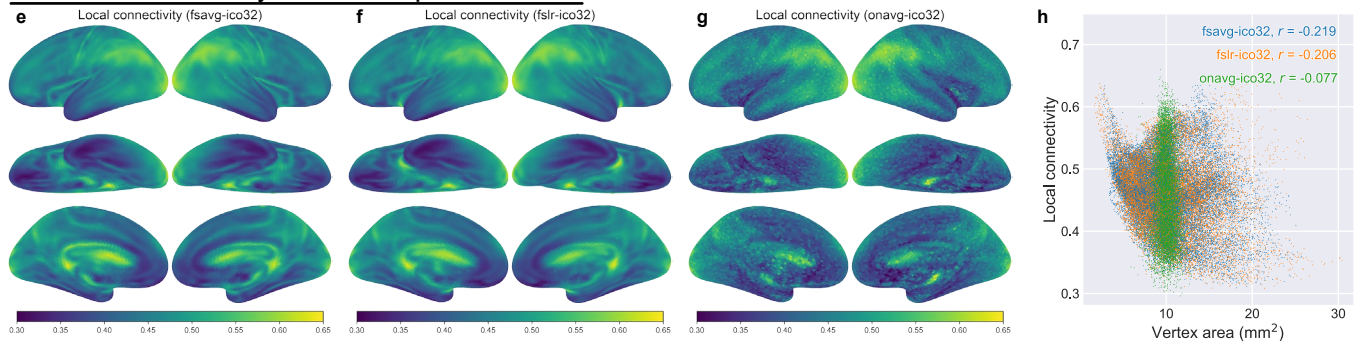 e
Local connectivity (fsavg-ico32)
f
Local connectivity (fslr-ico32)
g
Local connectivity (onavg-ico32)
h
fsavg-ico32, r = -0.219
fslr-ico32, r = -0.206
onavg-ico32, r = -0.077
0.7
0.6
0.5
0.4
0.3
Local connectivity
10 20 30
Vertex area (mm²)
0.30 0.35 0.40 0.45 0.50 0.55 0.60 0.65
0.30 0.35 0.40 0.45 0.50 0.55 0.60 0.65
0.30 0.35 0.40 0.45 0.50 0.55 0.60 0.65